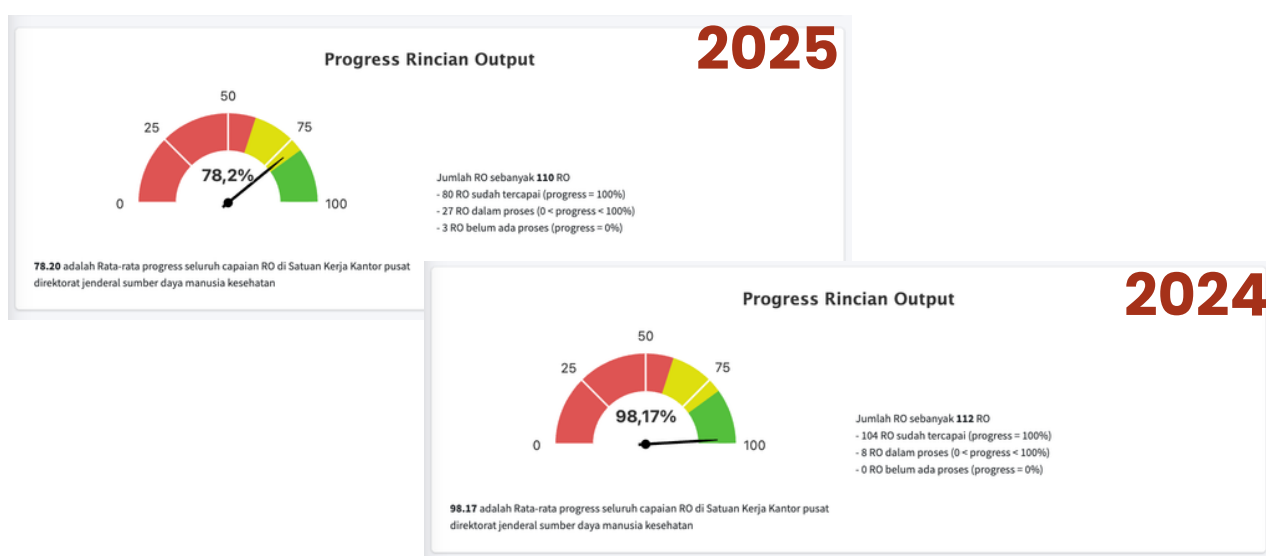 2025
Progress Rincian Output
0
25
50
75
100
78,2%
Jumlah RO sebanyak 110 RO
- 80 RO sudah tercapai (progress = 100%)
- 27 RO dalam proses (0 < progress < 100%)
- 3 RO belum ada proses (progress = 0%)
78.20 adalah Rata-rata progress seluruh capaian RO di Satuan Kerja Kantor pusat
direktorat jenderal sumber daya manusia kesehatan
2024
Progress Rincian Output
0
25
50
75
100
98,17%
Jumlah RO sebanyak 112 RO
- 104 RO sudah tercapai (progress = 100%)
- 8 RO dalam proses (0 < progress < 100%)
- 0 RO belum ada proses (progress = 0%)
98.17 adalah Rata-rata progress seluruh capaian RO di Satuan Kerja Kantor pusat
direktorat jenderal sumber daya manusia kesehatan